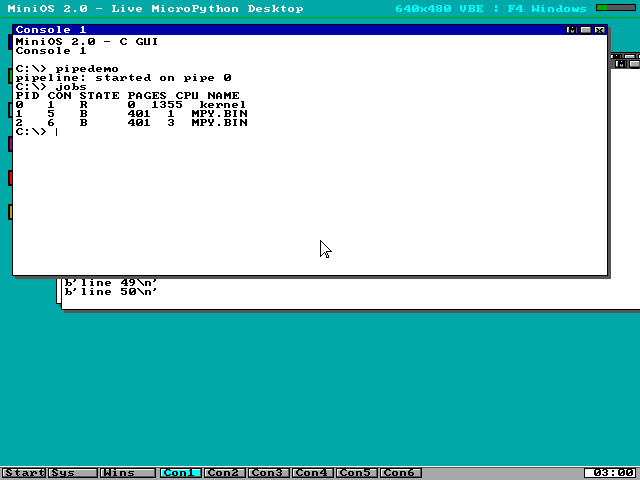 MiniOS 2.0 - Live MicroPython Desktop 640x480 VBE | F4 Windows
Console 1
MiniOS 2.0 - C GUI
Console 1
C:\> pipedemo
pipeline: started on pipe 0
C:\> jobs
PID CON STATE PAGES CPU NAME
0 1 R 0 1355 kernel
1 5 B 401 1 MPY.BIN
2 6 B 401 3 MPY.BIN
C:\>
b'line 49\n'
b'line 50\n'
Start Sys Wins Con1 Con2 Con3 Con4 Con5 Con6 03:00